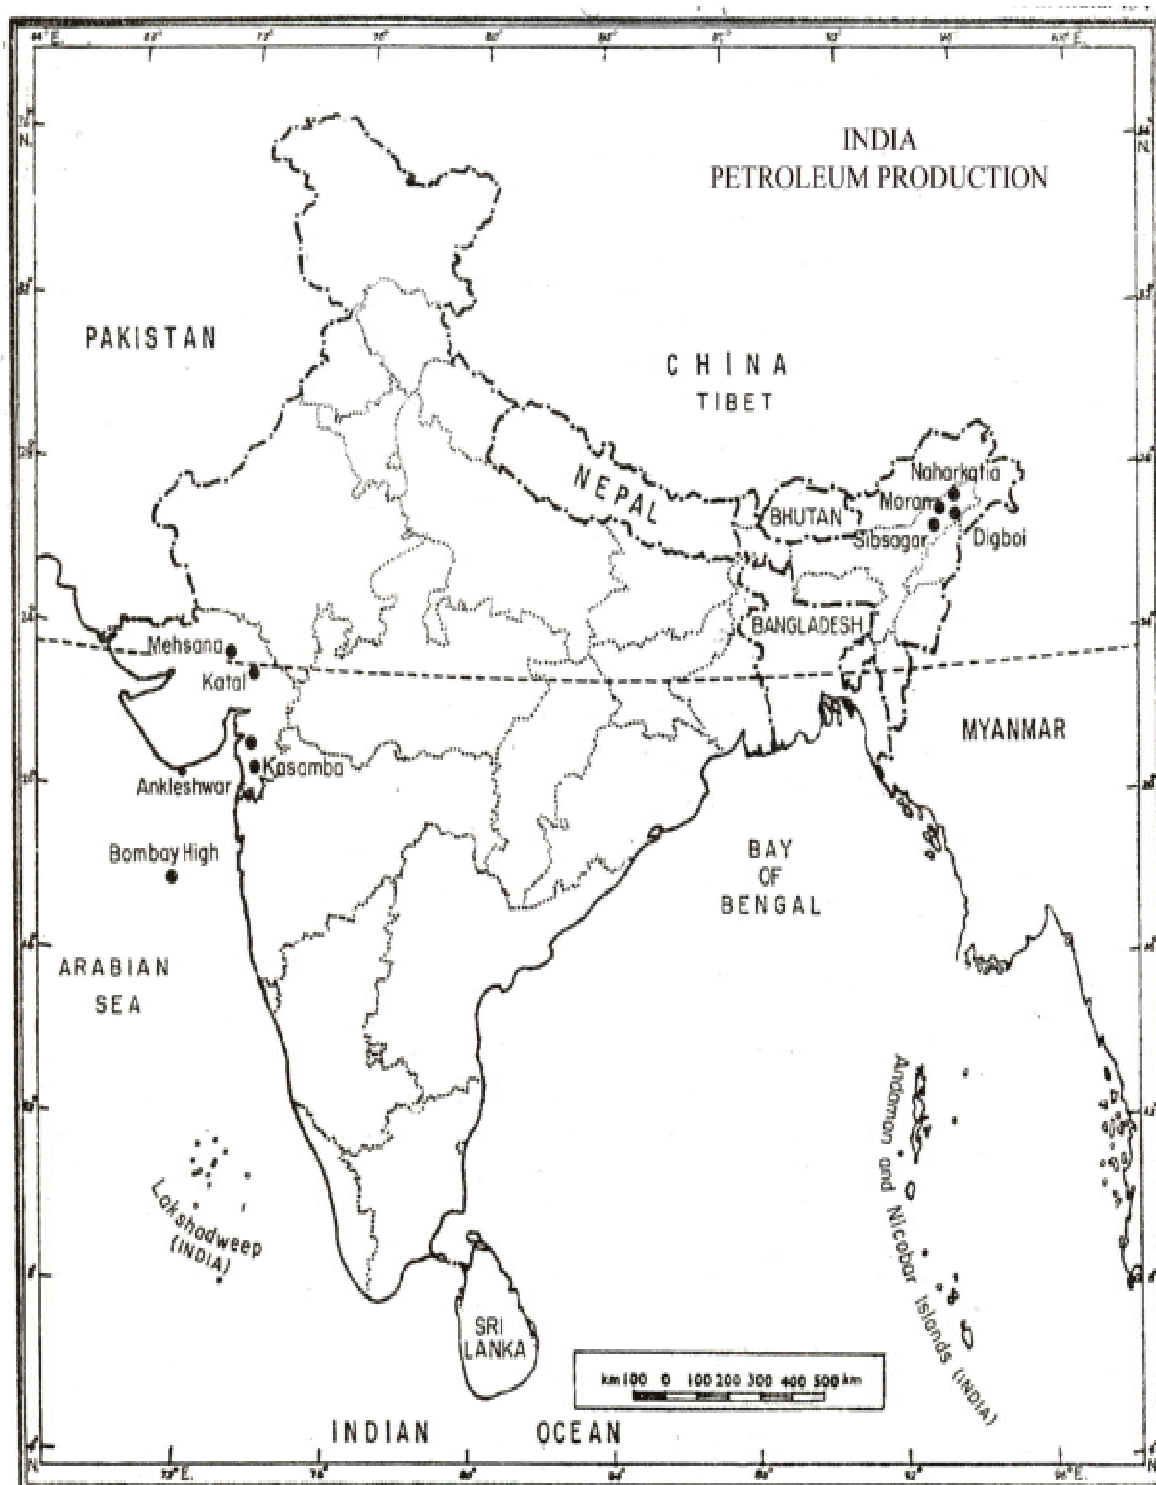 INDIA
PETROLEUM PRODUCTION
PAKISTAN
CHINA
TIBET
NEPAL
BHUTAN
Naharkatia
Moran
Sibsagar
Digboi
BANGLADESH
Mehsana
Katal
MYANMAR
Kasamba
Ankleshwar
Bombay High
BAY
OF
BENGAL
ARABIAN
SEA
Andaman and Nicobar Islands (INDIA)
Lakshadweep
(INDIA)
SRI
LANKA
km100 0 100 200 300 400 500 km
INDIAN OCEAN